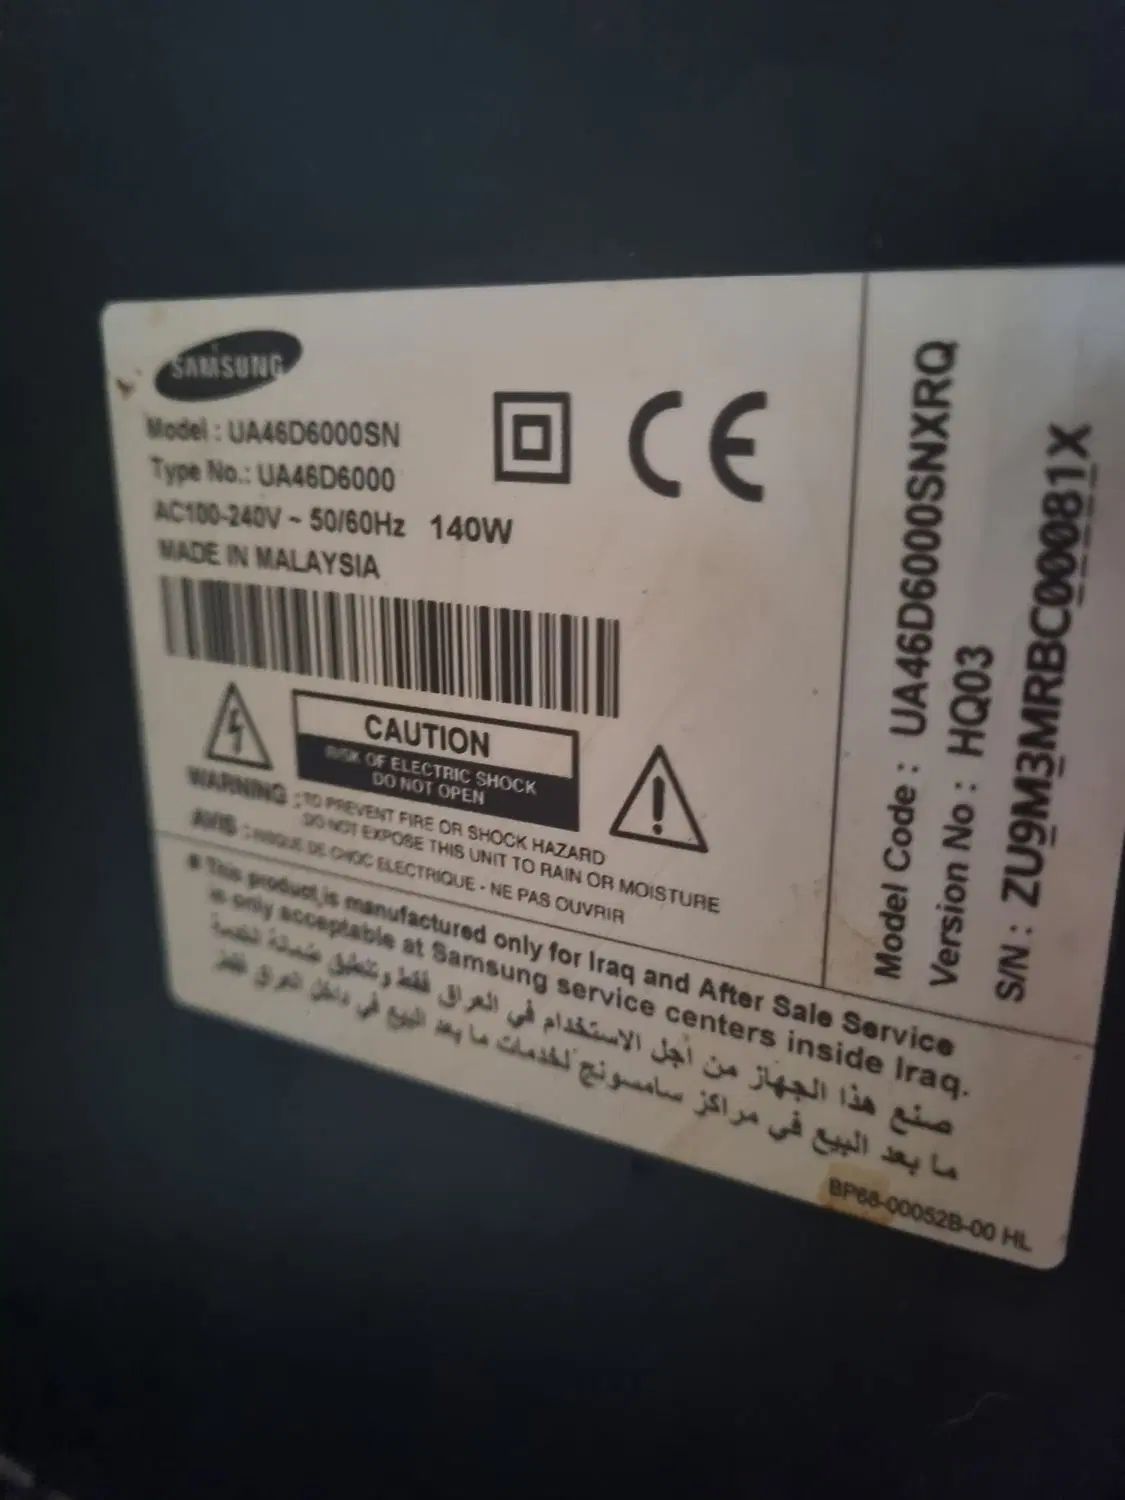 SAMSUNG
Model : UA46D6000SN
Type No.: UA46D6000
AC100-240V ~ 50/60Hz 140W
MADE IN MALAYSIA
CE
CAUTION
RISK OF ELECTRIC SHOCK
DO NOT OPEN
WARNING : TO PREVENT FIRE OR SHOCK HAZARD
DO NOT EXPOSE THIS UNIT TO RAIN OR MOISTURE
AVIS : RISQUE DE CHOC ELECTRIQUE - NE PAS OUVRIR
Model Code : UA46D6000SNXRQ
Version No : HQ03
S/N : ZU9M3MRBC00081X
■ This product,is manufactured only for Iraq and After Sale Service
is only acceptable at Samsung service centers inside Iraq.
صنع هذا الجهاز من اجل الاستخدام في العراق فقط وتنطبق ضمانة لخدمة
ما بعد البيع في مراكز سامسونج لخدمات ما بعد البيع في داخل العراق فقط
BP68-00052B-00 HL